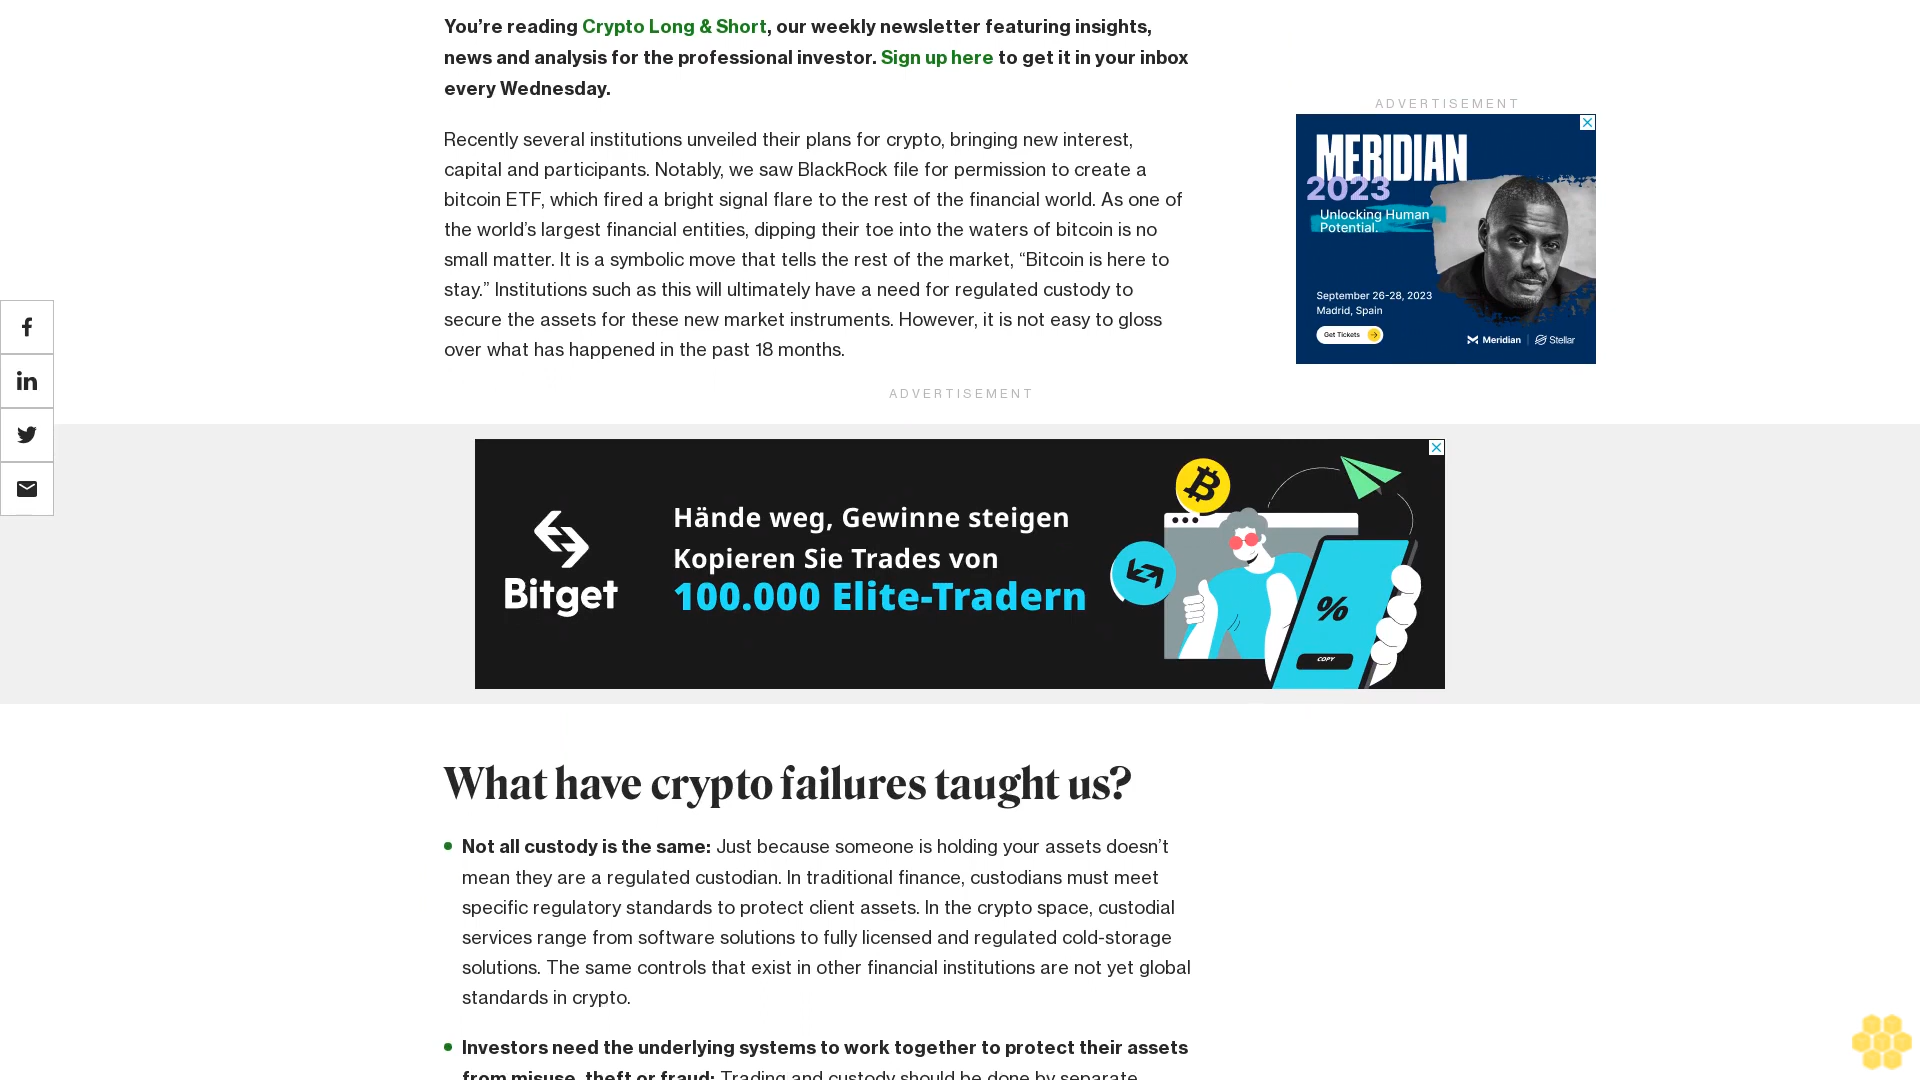 You’re reading Crypto Long & Short, our weekly newsletter featuring insights,
news and analysis for the professional investor. Sign up here to get it in your inbox
every Wednesday.
Recently several institutions unveiled their plans for crypto, bringing new interest,
capital and participants. Notably, we saw BlackRock file for permission to create a
bitcoin ETF, which fired a bright signal flare to the rest of the financial world. As one of
the world’s largest financial entities, dipping their toe into the waters of bitcoin is no
small matter. It is a symbolic move that tells the rest of the market, “Bitcoin is here to
stay.” Institutions such as this will ultimately have a need for regulated custody to
secure the assets for these new market instruments. However, it is not easy to gloss
over what has happened in the past 18 months.
ADVERTISEMENT
MERIDIAN
2023
Unlocking Human
Potential.
September 26-28, 2023
Madrid, Spain
Get Tickets
Meridian | Stellar
ADVERTISEMENT
Bitget
Hände weg, Gewinne steigen
Kopieren Sie Trades von
100.000 Elite-Tradern
%
COPY
What have crypto failures taught us?
Not all custody is the same: Just because someone is holding your assets doesn’t
mean they are a regulated custodian. In traditional finance, custodians must meet
specific regulatory standards to protect client assets. In the crypto space, custodial
services range from software solutions to fully licensed and regulated cold-storage
solutions. The same controls that exist in other financial institutions are not yet global
standards in crypto.
Investors need the underlying systems to work together to protect their assets
from misuse, theft or fraud: Trading and custody should be done by separate